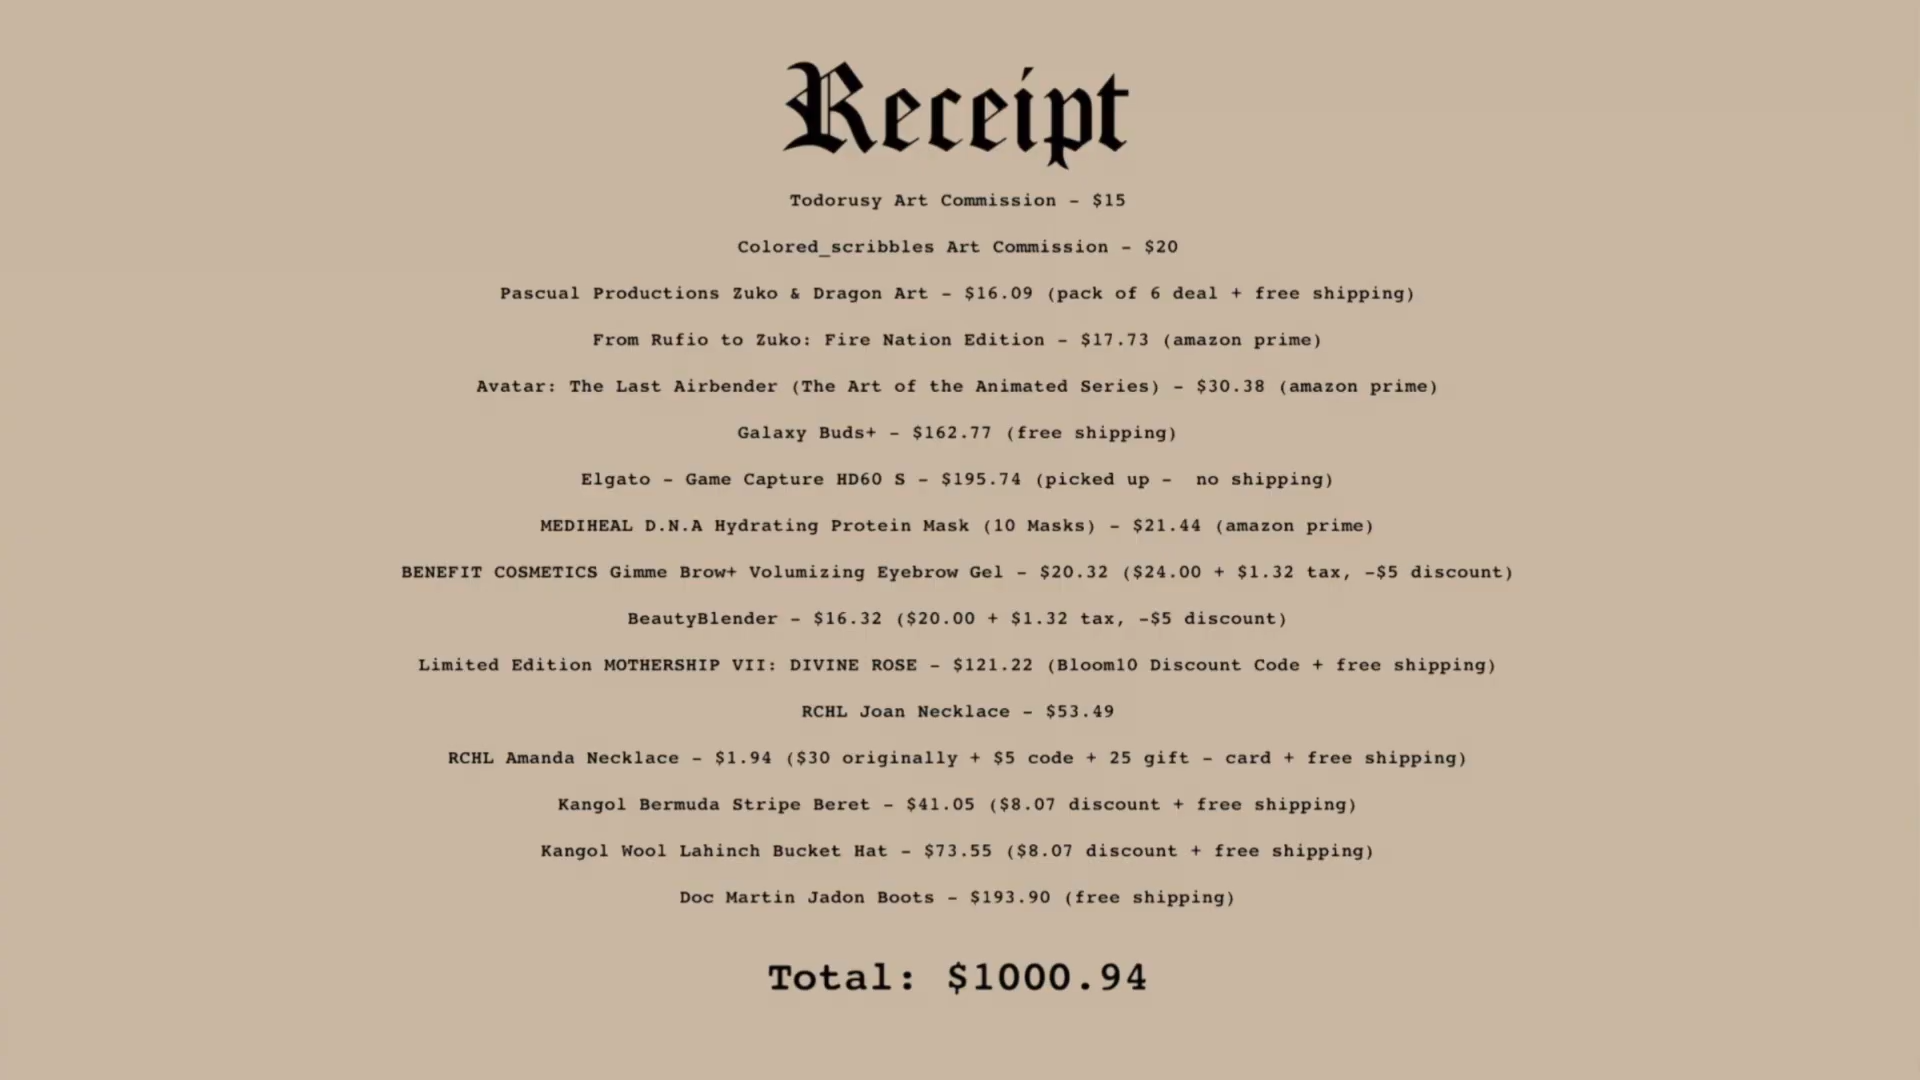 Receipt
Todorusy Art Commission - $15
Colored_scribbles Art Commission - $20
Pascual Productions Zuko & Dragon Art - $16.09 (pack of 6 deal + free shipping)
From Rufio to Zuko: Fire Nation Edition - $17.73 (amazon prime)
Avatar: The Last Airbender (The Art of the Animated Series) - $30.38 (amazon prime)
Galaxy Buds+ - $162.77 (free shipping)
Elgato - Game Capture HD60 S - $195.74 (picked up -  no shipping)
MEDIHEAL D.N.A Hydrating Protein Mask (10 Masks) - $21.44 (amazon prime)
BENEFIT COSMETICS Gimme Brow+ Volumizing Eyebrow Gel - $20.32 ($24.00 + $1.32 tax, -$5 discount)
BeautyBlender - $16.32 ($20.00 + $1.32 tax, -$5 discount)
Limited Edition MOTHERSHIP VII: DIVINE ROSE - $121.22 (Bloom10 Discount Code + free shipping)
RCHL Joan Necklace - $53.49
RCHL Amanda Necklace - $1.94 ($30 originally + $5 code + 25 gift - card + free shipping)
Kangol Bermuda Stripe Beret - $41.05 ($8.07 discount + free shipping)
Kangol Wool Lahinch Bucket Hat - $73.55 ($8.07 discount + free shipping)
Doc Martin Jadon Boots - $193.90 (free shipping)
Total: $1000.94